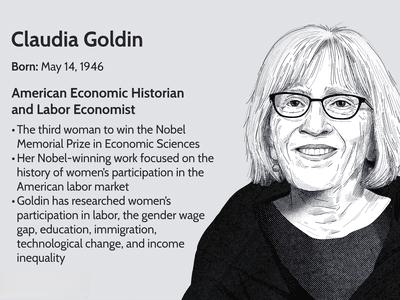 Claudia Goldin
Born: May 14, 1946
American Economic Historian
and Labor Economist
• The third woman to win the Nobel
Memorial Prize in Economic Sciences
• Her Nobel-winning work focused on the
history of women's participation in the
American labor market
• Goldin has researched women's
participation in labor, the gender wage
gap, education, immigration,
technological change, and income
inequality